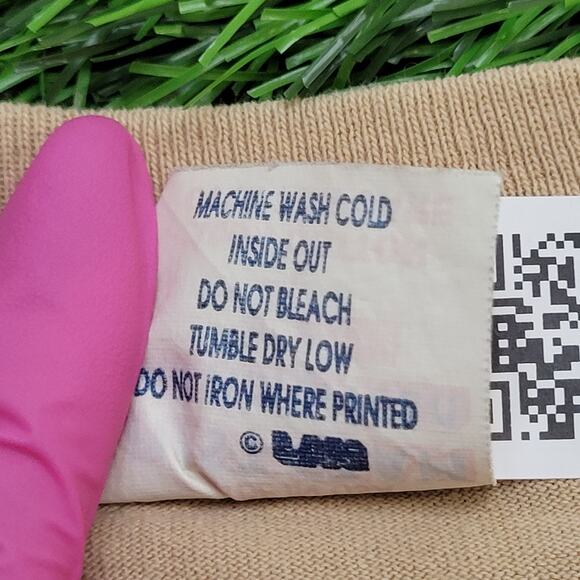 MACHINE WASH COLD
INSIDE OUT
DO NOT BLEACH
TUMBLE DRY LOW
DO NOT IRON WHERE PRINTED
©